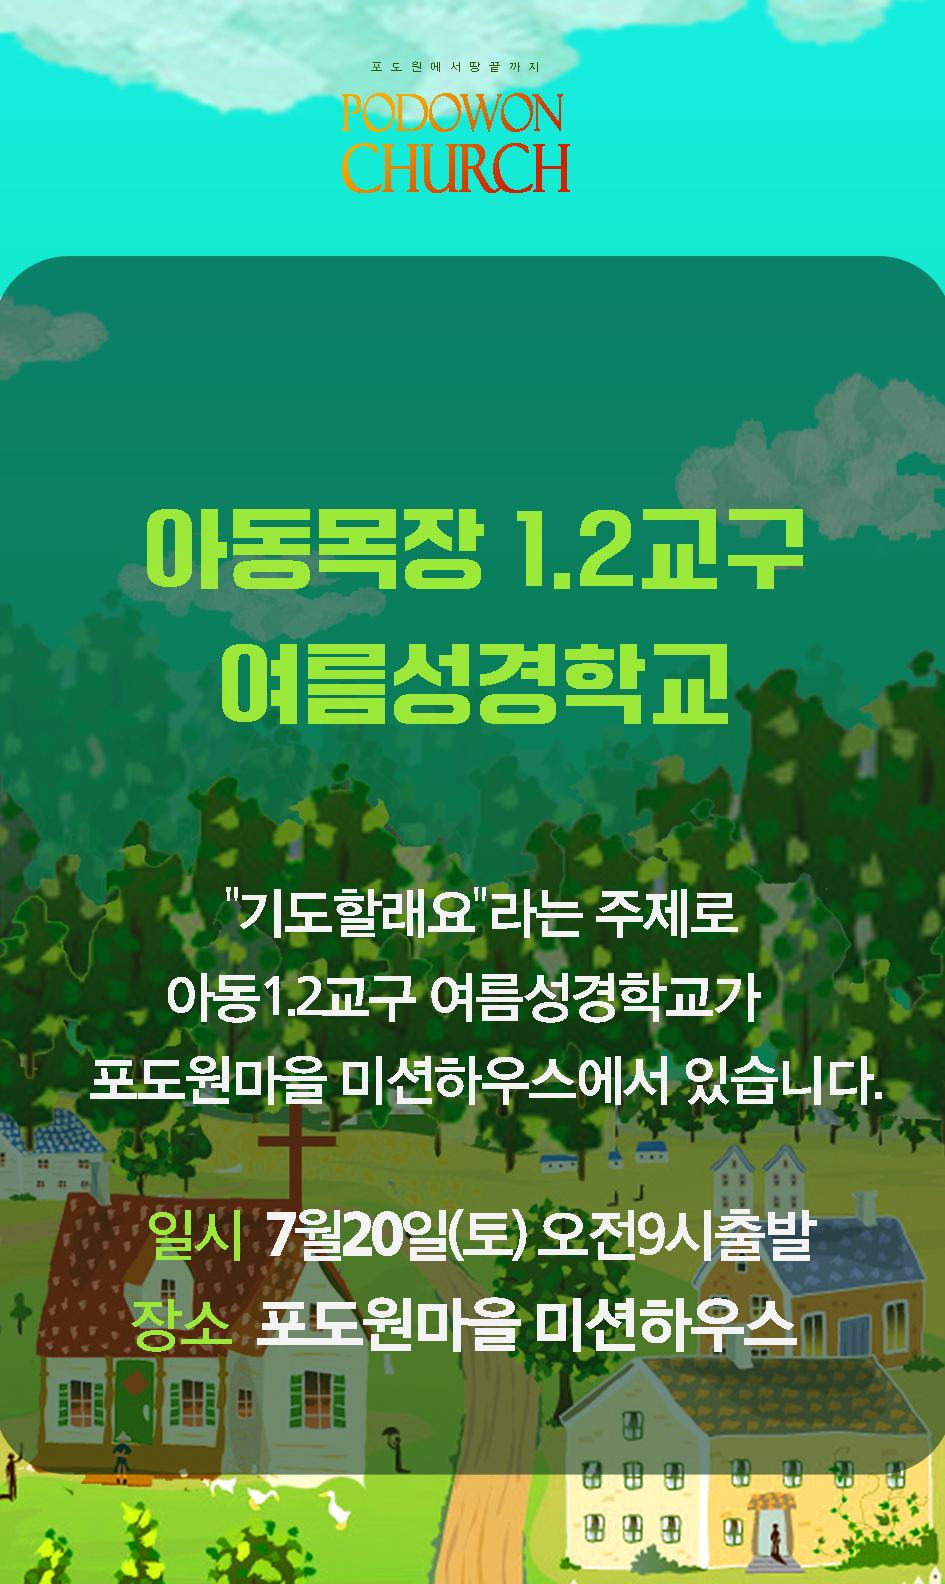 포도원에서땅끝까지
PODOWON
CHURCH
아동목장 1.2교구
여름성경학교
"기도할래요"라는 주제로
아동1.2교구 여름성경학교가
포도원마을 미션하우스에서 있습니다.
일시 7월20일(토) 오전9시출발
장소 포도원마을 미션하우스